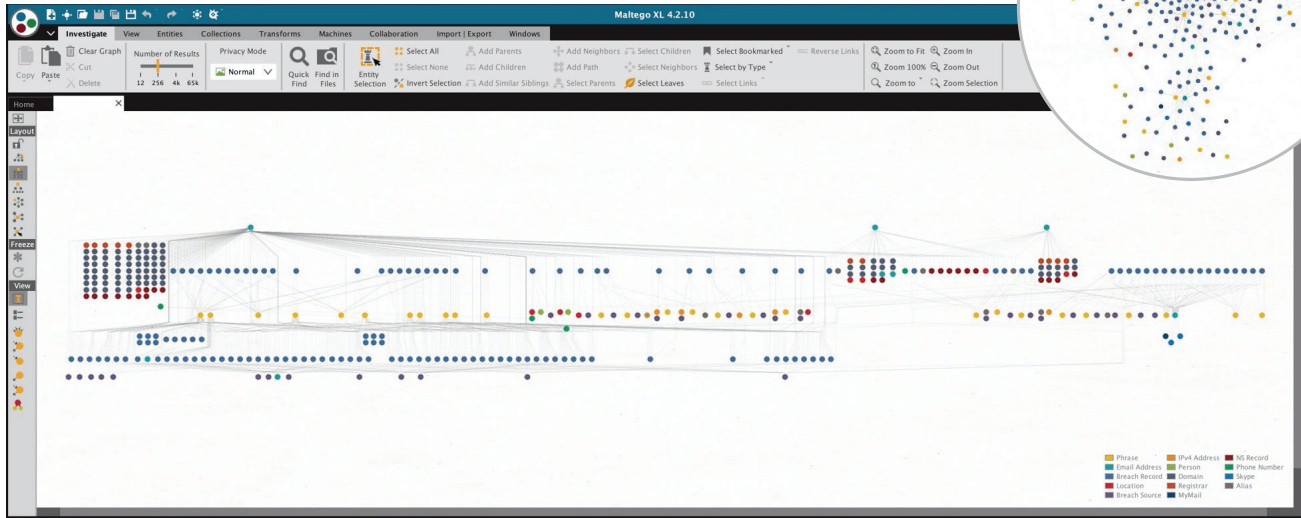 Maltego XL 4.2.10
Investigate View Entities Collections Transforms Machines Collaboration Import | Export Windows
Copy Paste
Clear Graph
Cut
Delete
Number of Results
12 256 4k 65k
Privacy Mode
Normal
Quick Find
Find in Files
Entity Selection
Select All
Select None
Invert Selection
Add Parents
Add Children
Add Similar Siblings
Add Neighbors
Add Path
Select Parents
Select Children
Select Neighbors
Select Leaves
Select Bookmarked
Select by Type
Select Links
Reverse Links
Zoom to Fit
Zoom 100%
Zoom to
Zoom In
Zoom Out
Zoom Selection
Home
Layout
Freeze
View
Phrase
Email Address
Breach Record
Location
Breach Source
IPv4 Address
Person
Domain
Registrar
MyMail
NS Record
Phone Number
Skype
Alias